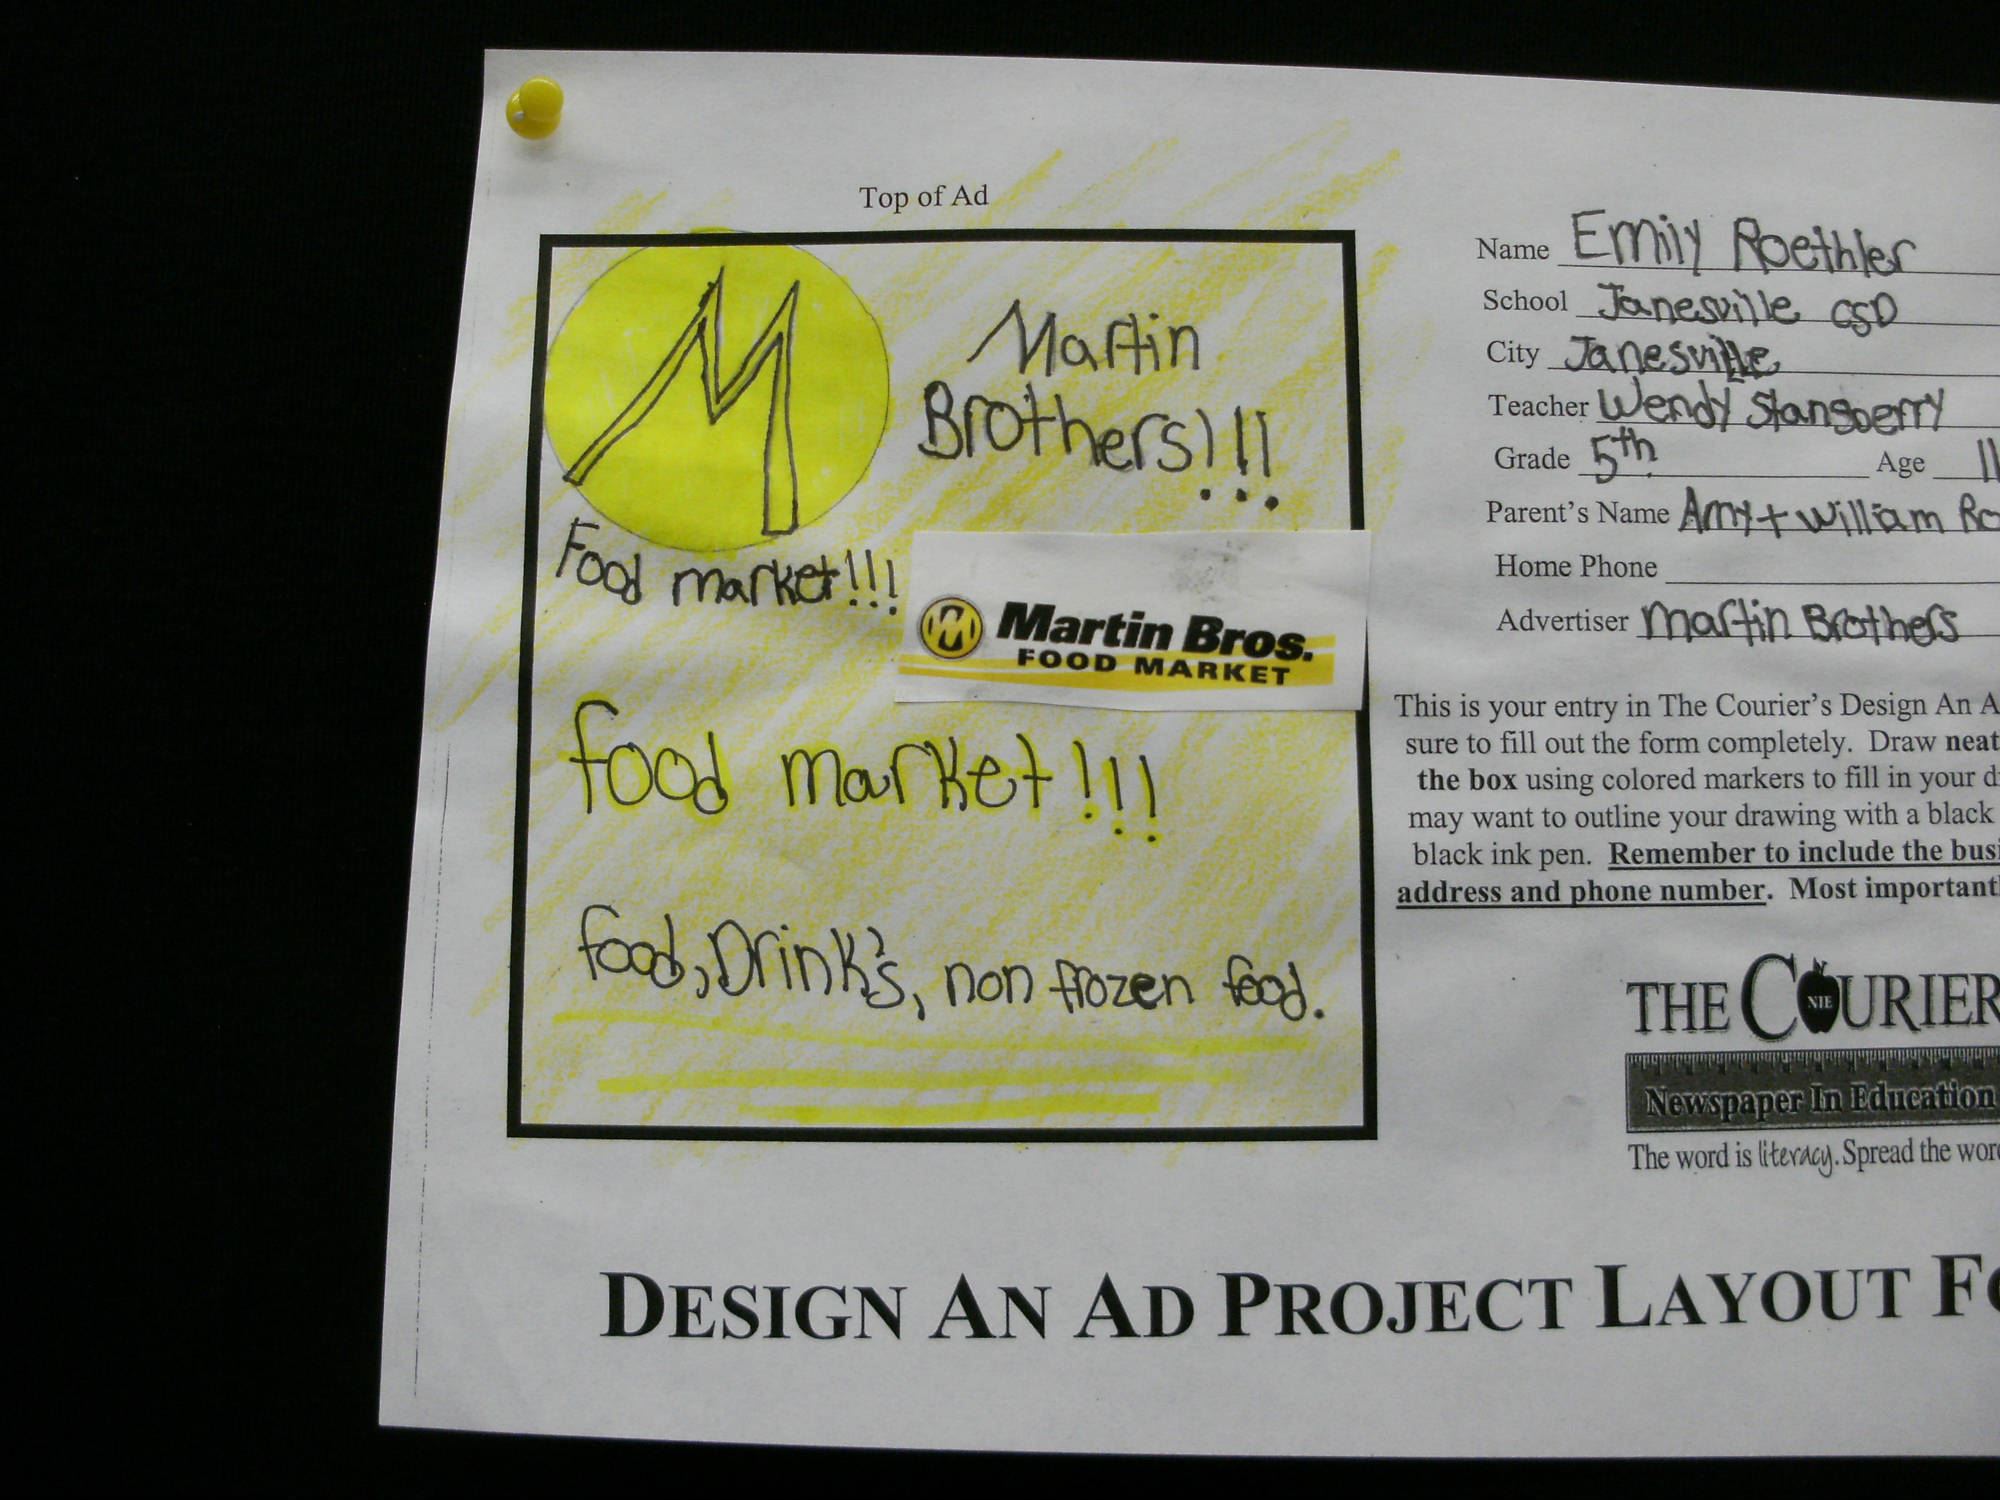 Top of Ad
M
Martin
Brothers!!!
Food market!!!
M Martin Bros.
FOOD MARKET
food market!!!
food, Drink's, non frozen food.
Name Emily Roethler
School Janesville CSD
City Janesville
Teacher Wendy Stansberry
Grade 5th Age 11
Parent's Name Amy + William Ro
Home Phone
Advertiser Martin Brothers
This is your entry in The Courier's Design An A
sure to fill out the form completely. Draw neat
the box using colored markers to fill in your d
may want to outline your drawing with a black
black ink pen. Remember to include the busi
address and phone number. Most important
THE COURIER
NIE
Newspaper In Education
The word is literacy. Spread the wor
DESIGN AN AD PROJECT LAYOUT FO